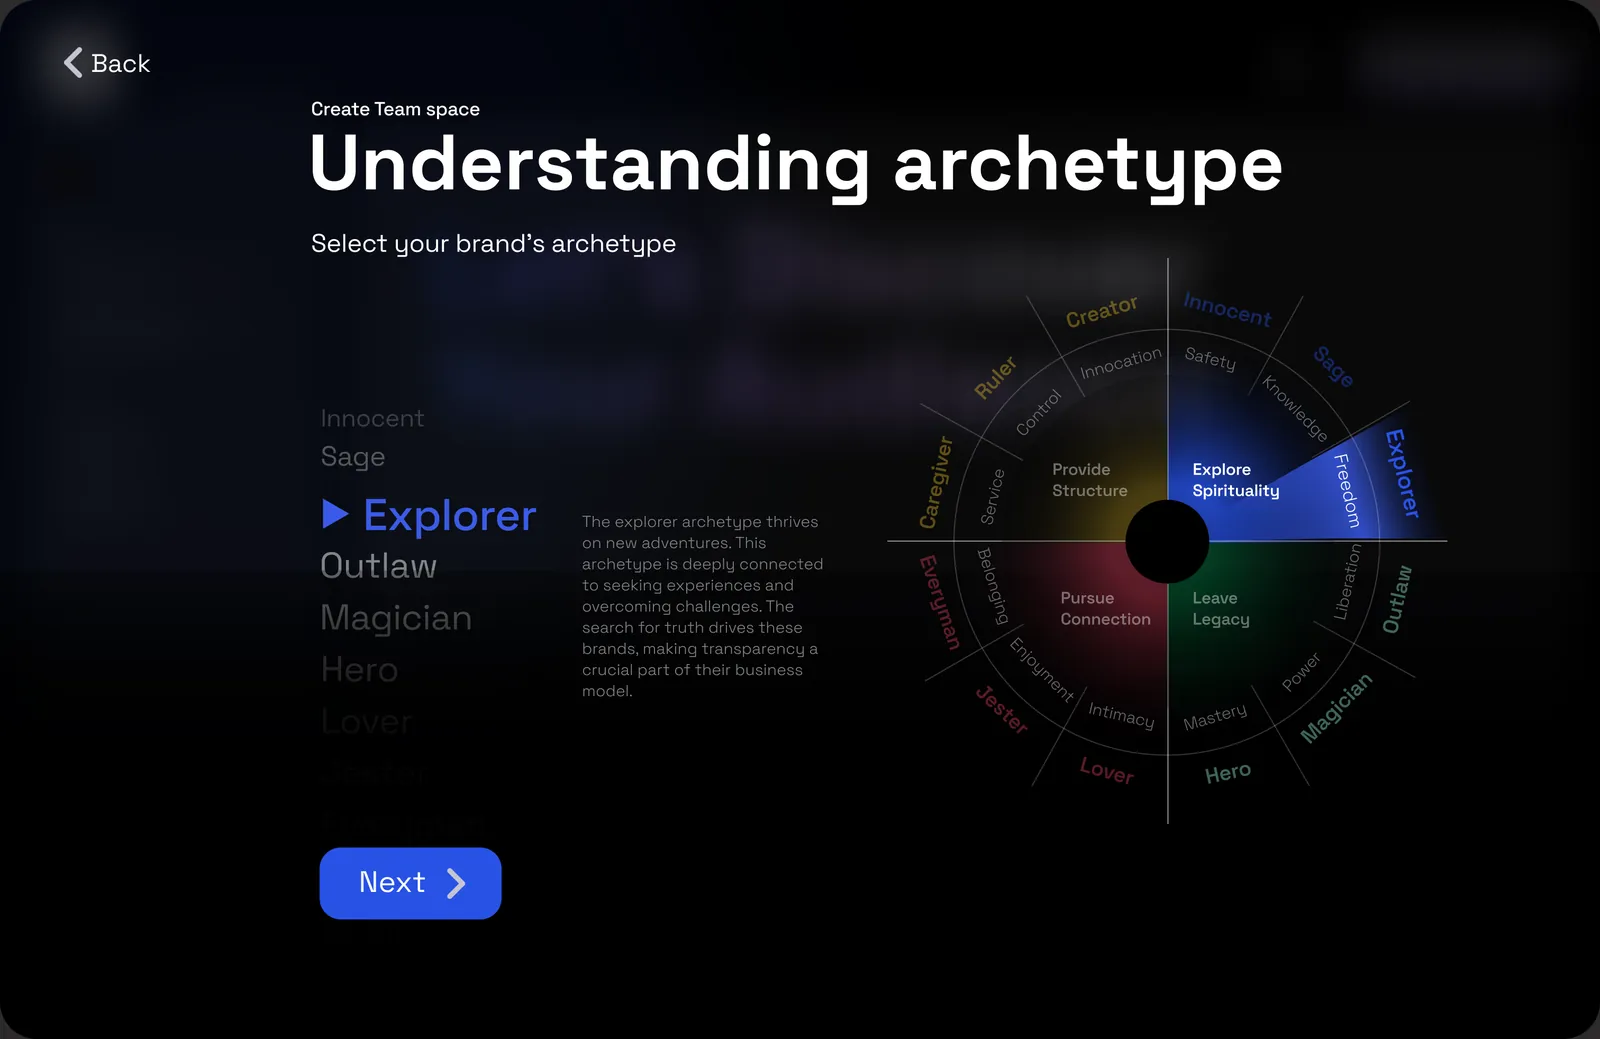 Back
Create Team space
Understanding archetype
Select your brand's archetype
Innocent
Sage
Explorer
Outlaw
Magician
Hero
Lover
The explorer archetype thrives
on new adventures. This
archetype is deeply connected
to seeking experiences and
overcoming challenges. The
search for truth drives these
brands, making transparency a
crucial part of their business
model.
Next
Creator
Innocent
Ruler
Sage
Caregiver
Explorer
Everyman
Outlaw
Jester
Magician
Lover
Hero
Innocation
Safety
Control
Knowledge
Service
Freedom
Belonging
Liberation
Enjoyment
Power
Intimacy
Mastery
Provide
Structure
Explore
Spirituality
Pursue
Connection
Leave
Legacy